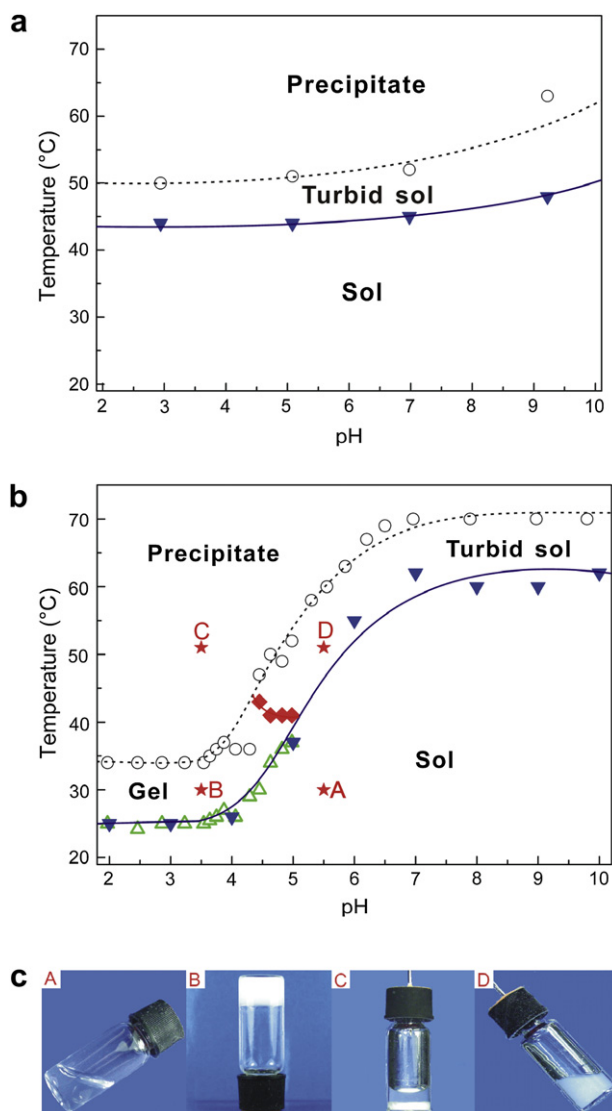 a
70
60
50
40
30
20
Temperature (°C)
Precipitate
Turbid sol
Sol
2 3 4 5 6 7 8 9 10
pH
b
70
60
50
40
30
20
Temperature (°C)
Precipitate
Turbid sol
C
D
Sol
Gel
B
A
2 3 4 5 6 7 8 9 10
pH
c
A
B
C
D